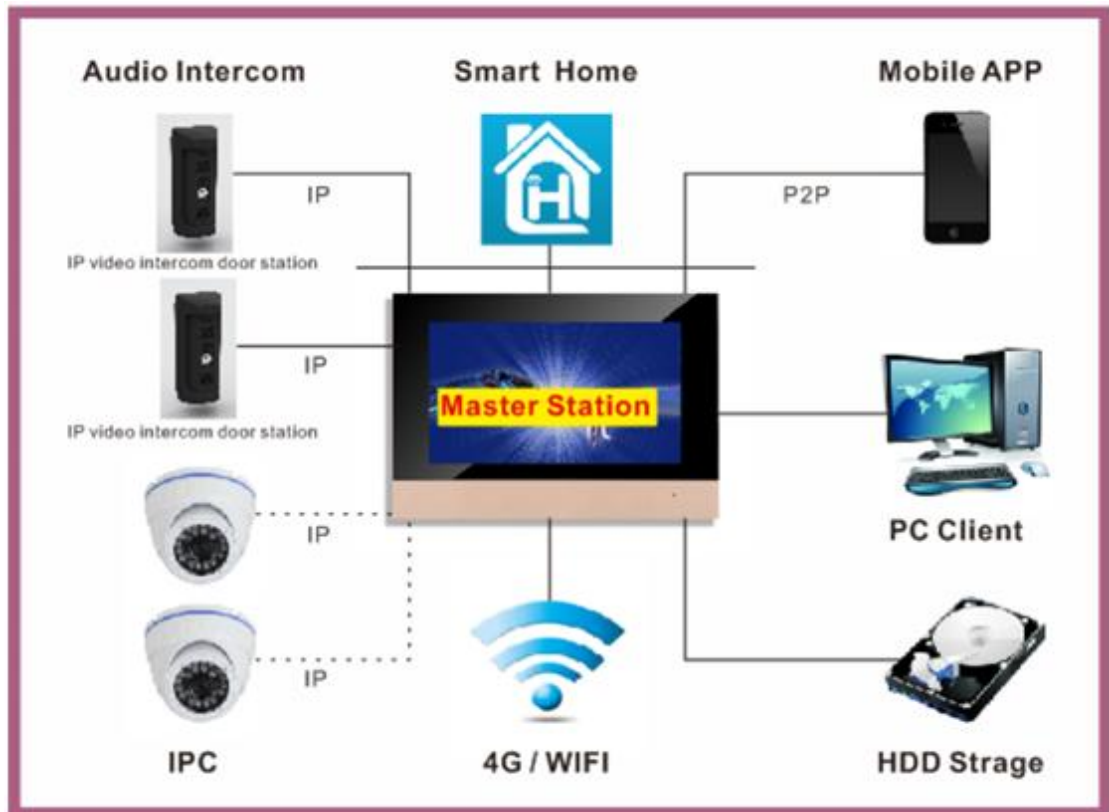 Audio Intercom
Smart Home
Mobile APP
IP
H
P2P
IP video intercom door station
IP
Master Station
IP video intercom door station
IP
PC Client
IP
IPC
4G / WIFI
HDD Strage